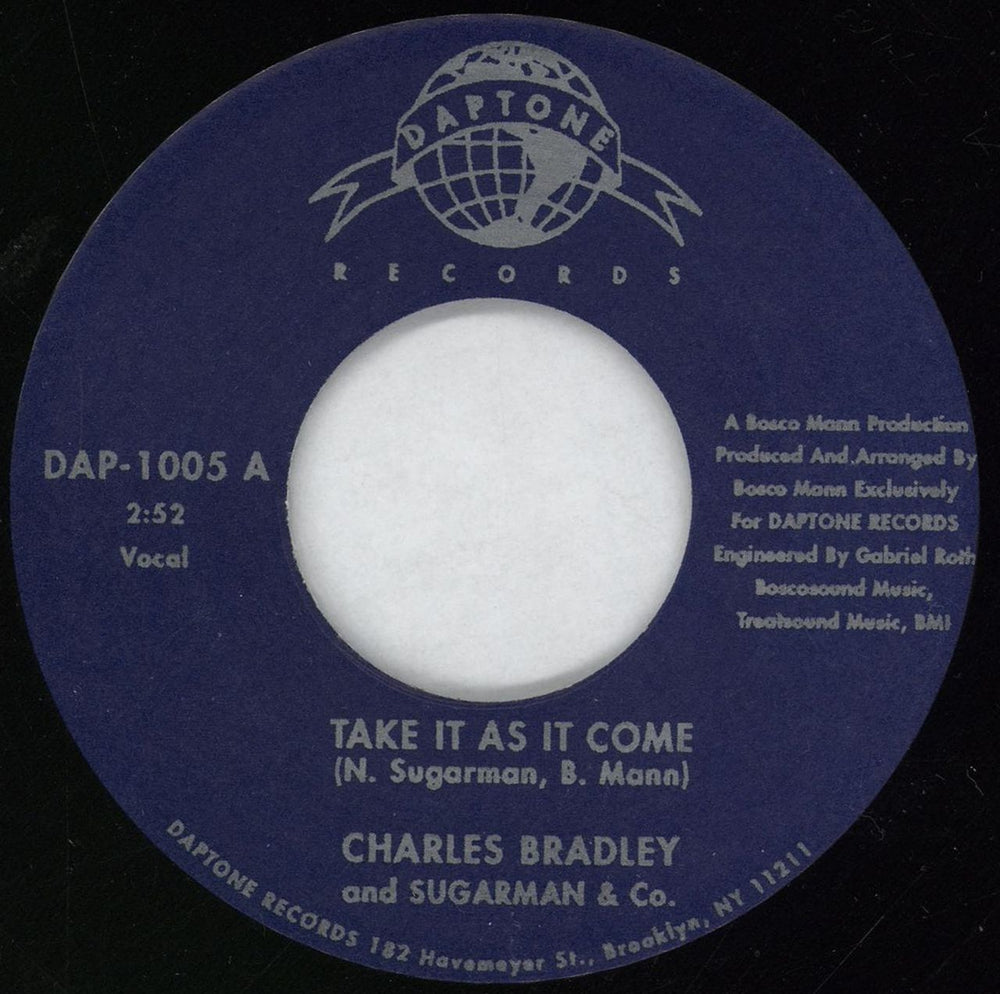 DAPTONE
RECORDS
DAP-1005 A
2:52
Vocal
A Bosco Mann Production
Produced And Arranged By
Bosco Mann Exclusively
For DAPTONE RECORDS
Engineered By Gabriel Roth
Boscosound Music,
Treatsound Music, BMI
TAKE IT AS IT COME
(N. Sugarman, B. Mann)
CHARLES BRADLEY
and SUGARMAN & Co.
DAPTONE RECORDS 182 Havemeyer St., Brooklyn, NY 11211